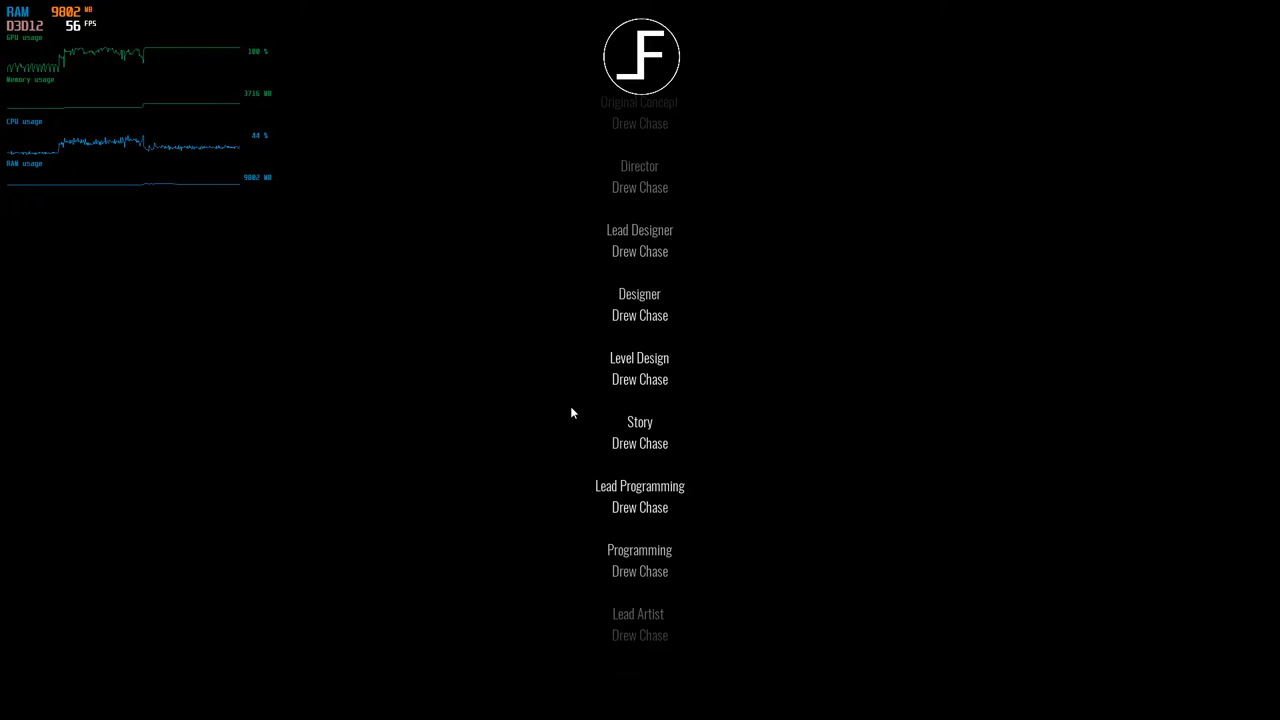 RAM 9802 MB
D3D12 56 FPS
GPU usage
100 %
Memory usage
3716 MB
CPU usage
44 %
RAM usage
9802 MB
Original Concept
Drew Chase
Director
Drew Chase
Lead Designer
Drew Chase
Designer
Drew Chase
Level Design
Drew Chase
Story
Drew Chase
Lead Programming
Drew Chase
Programming
Drew Chase
Lead Artist
Drew Chase